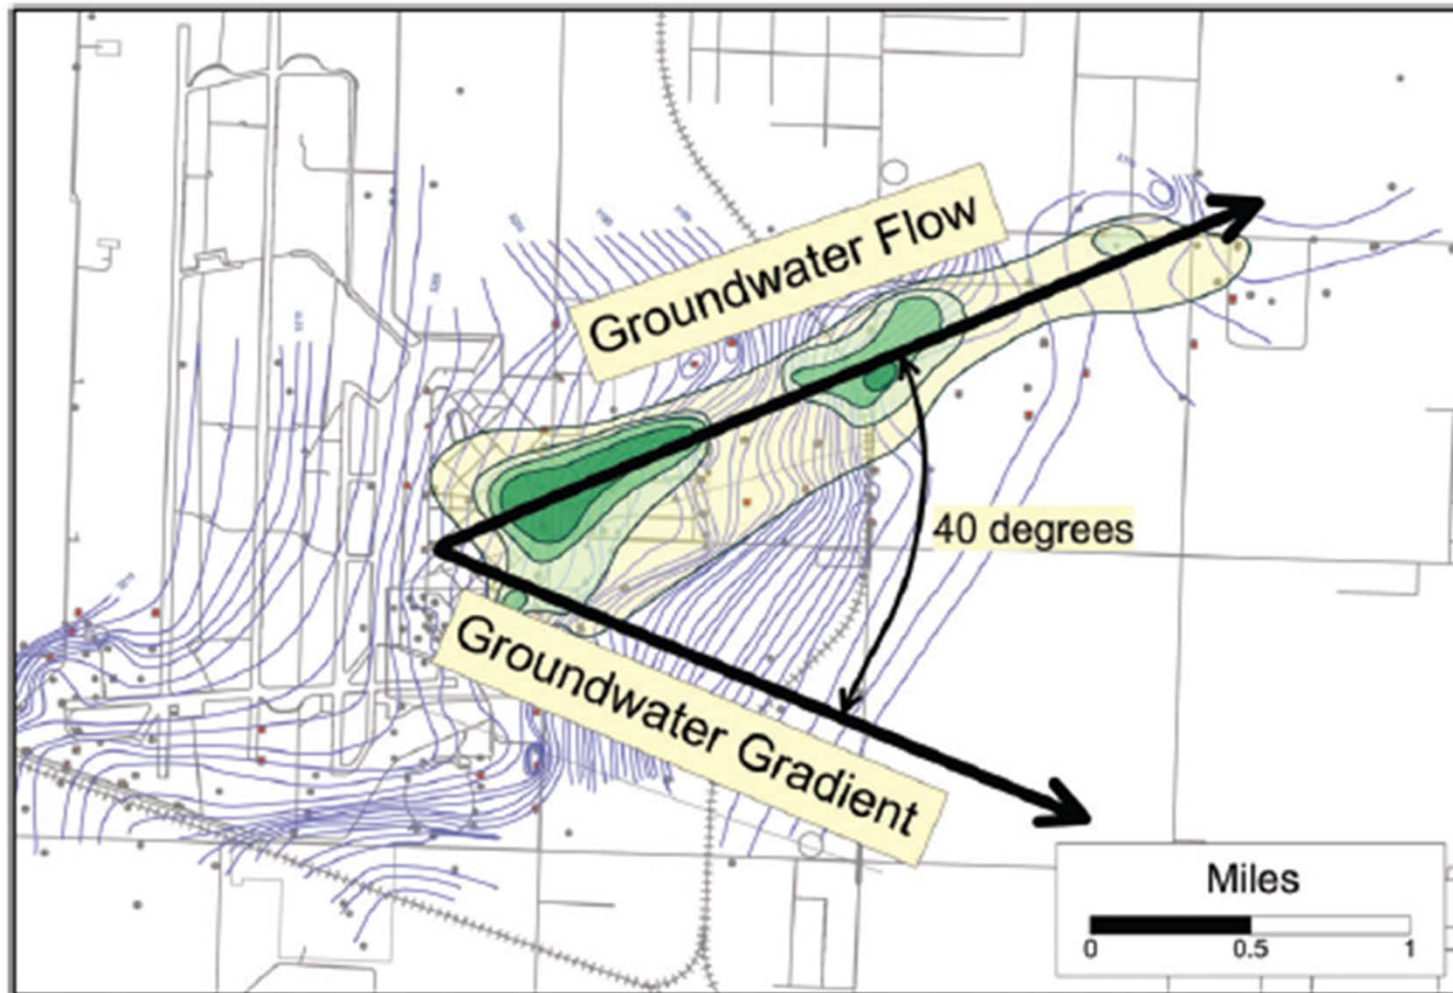 Groundwater Flow
40 degrees
Groundwater Gradient
Miles
0 0.5 1